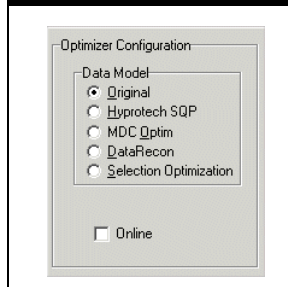 Optimizer Configuration
Data Model
Original
Hyprotech SQP
MDC Optim
DataRecon
Selection Optimization
Online